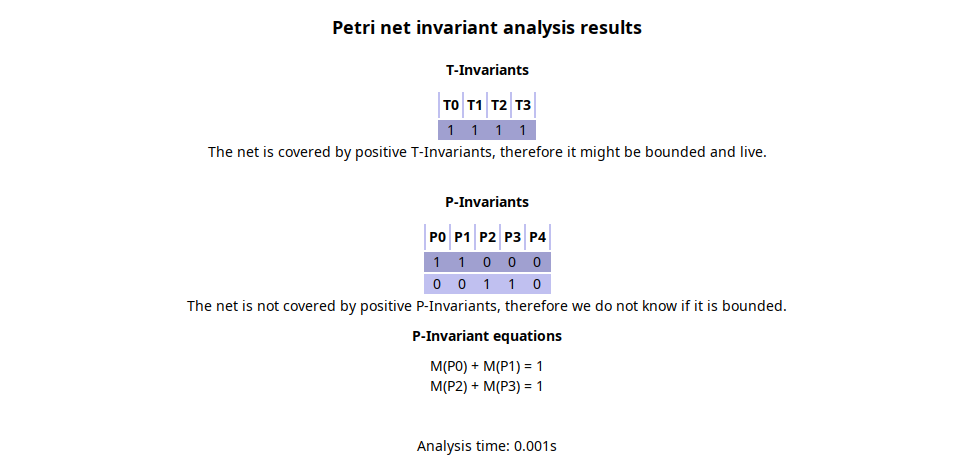 Petri net invariant analysis results
T-Invariants
T0 T1 T2 T3
1 1 1 1
The net is covered by positive T-Invariants, therefore it might be bounded and live.
P-Invariants
P0 P1 P2 P3 P4
1 1 0 0 0
0 0 1 1 0
The net is not covered by positive P-Invariants, therefore we do not know if it is bounded.
P-Invariant equations
M(P0) + M(P1) = 1
M(P2) + M(P3) = 1
Analysis time: 0.001s